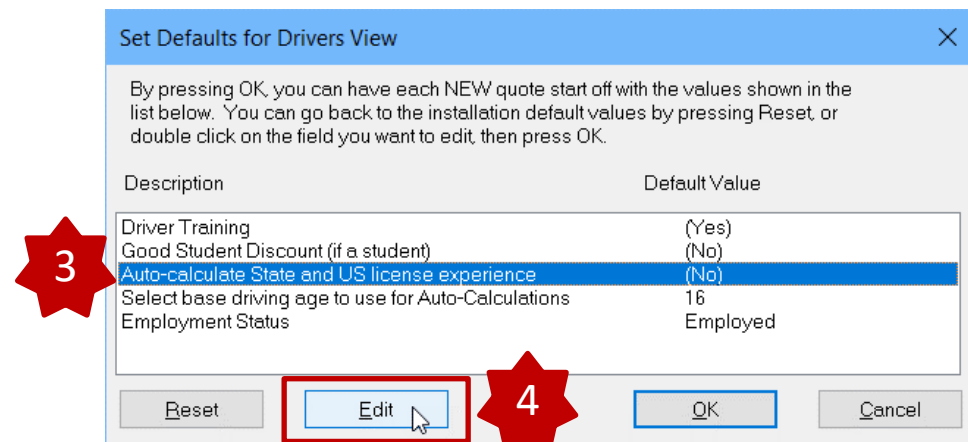 Set Defaults for Drivers View
By pressing OK, you can have each NEW quote start off with the values shown in the
list below. You can go back to the installation default values by pressing Reset, or
double click on the field you want to edit, then press OK.
Description Default Value
Driver Training (Yes)
Good Student Discount (if a student) (No)
3
Auto-calculate State and US license experience (No)
Select base driving age to use for Auto-Calculations 16
Employment Status Employed
Reset Edit 4 OK Cancel